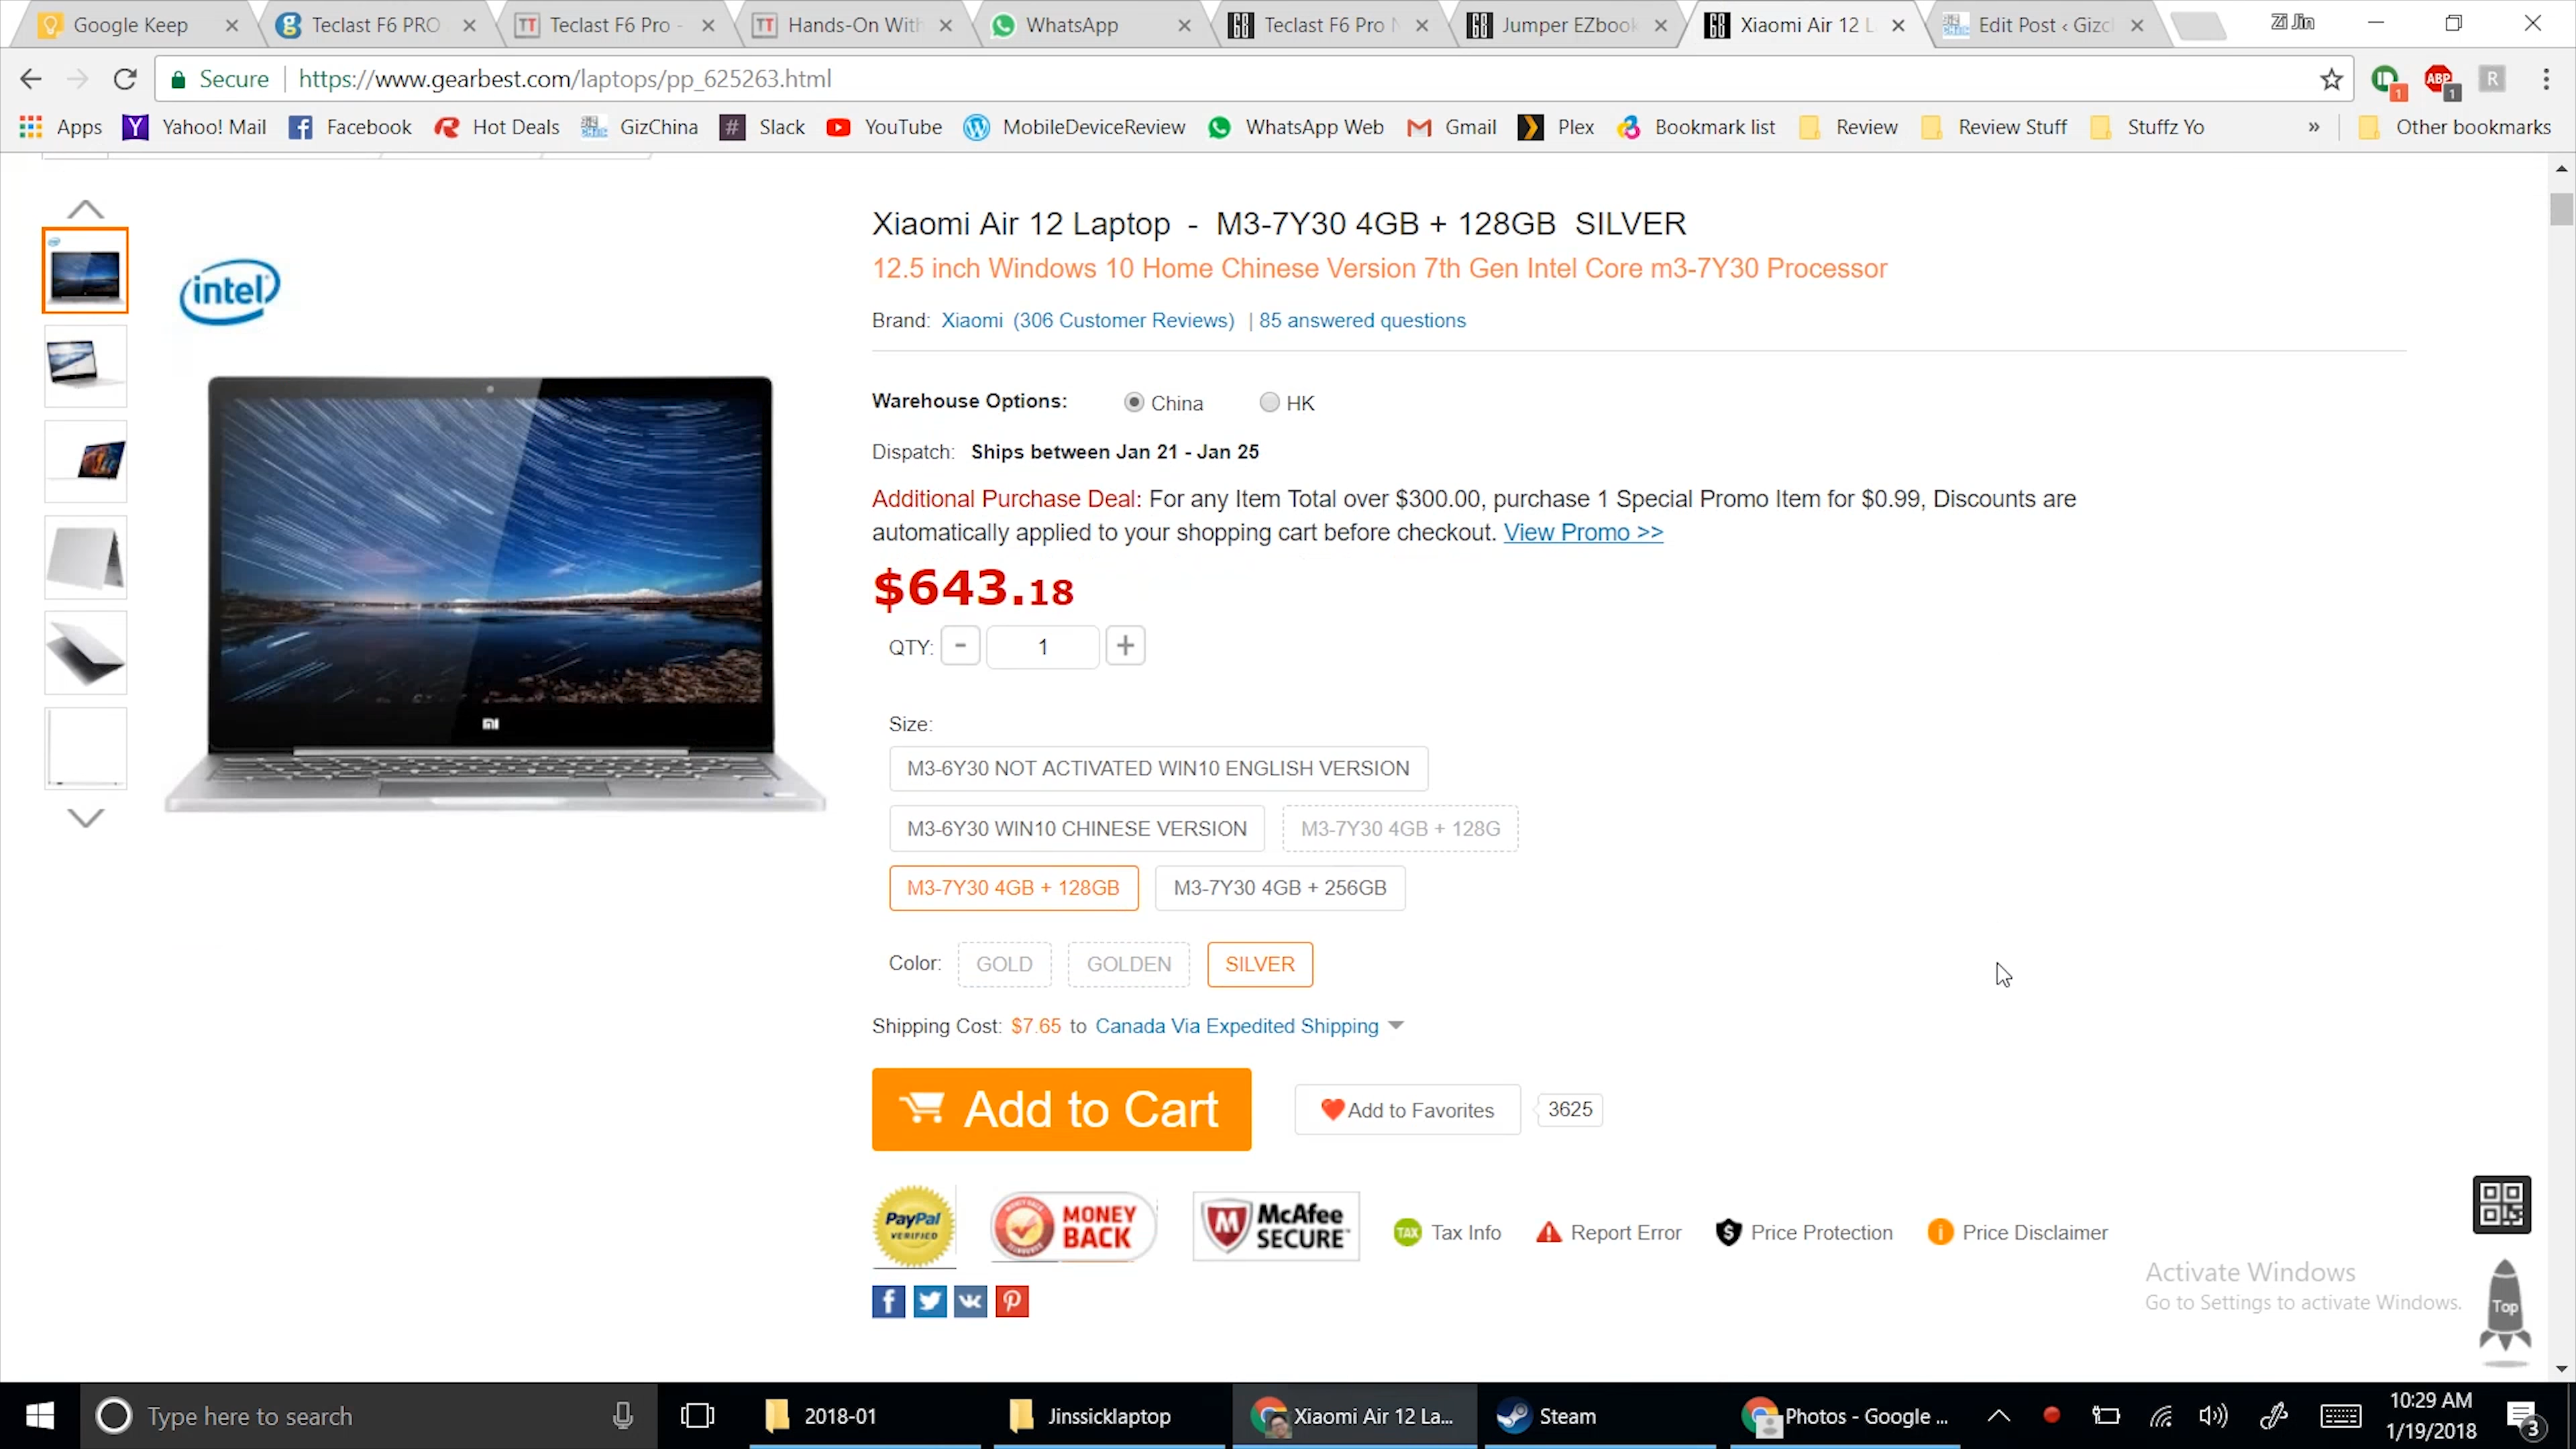 Google Keep
Teclast F6 PRO
Teclast F6 Pro -
Hands-On With
WhatsApp
Teclast F6 Pro N
Jumper EZbook
Xiaomi Air 12 L
Edit Post ‹ Gizc
Zi Jin
Secure
https://www.gearbest.com/laptops/pp_625263.html
ABP
1
1
R
Apps
Yahoo! Mail
Facebook
Hot Deals
GizChina
Slack
YouTube
MobileDeviceReview
WhatsApp Web
Gmail
Plex
Bookmark list
Review
Review Stuff
Stuffz Yo
»
Other bookmarks
intel
mi
Xiaomi Air 12 Laptop - M3-7Y30 4GB + 128GB SILVER
12.5 inch Windows 10 Home Chinese Version 7th Gen Intel Core m3-7Y30 Processor
Brand: Xiaomi (306 Customer Reviews) | 85 answered questions
Warehouse Options: China HK
Dispatch: Ships between Jan 21 - Jan 25
Additional Purchase Deal: For any Item Total over $300.00, purchase 1 Special Promo Item for $0.99, Discounts are
automatically applied to your shopping cart before checkout. View Promo >>
$643.18
QTY: - 1 +
Size:
M3-6Y30 NOT ACTIVATED WIN10 ENGLISH VERSION
M3-6Y30 WIN10 CHINESE VERSION M3-7Y30 4GB + 128G
M3-7Y30 4GB + 128GB M3-7Y30 4GB + 256GB
Color: GOLD GOLDEN SILVER
Shipping Cost: $7.65 to Canada Via Expedited Shipping
Add to Cart
Add to Favorites 3625
PayPal
VERIFIED
MONEY
BACK
McAfee
SECURE
TAX Tax Info
Report Error
Price Protection
Price Disclaimer
Activate Windows
Go to Settings to activate Windows.
Top
Type here to search
2018-01
Jinssicklaptop
Xiaomi Air 12 La...
Steam
Photos - Google ...
10:29 AM
1/19/2018
3